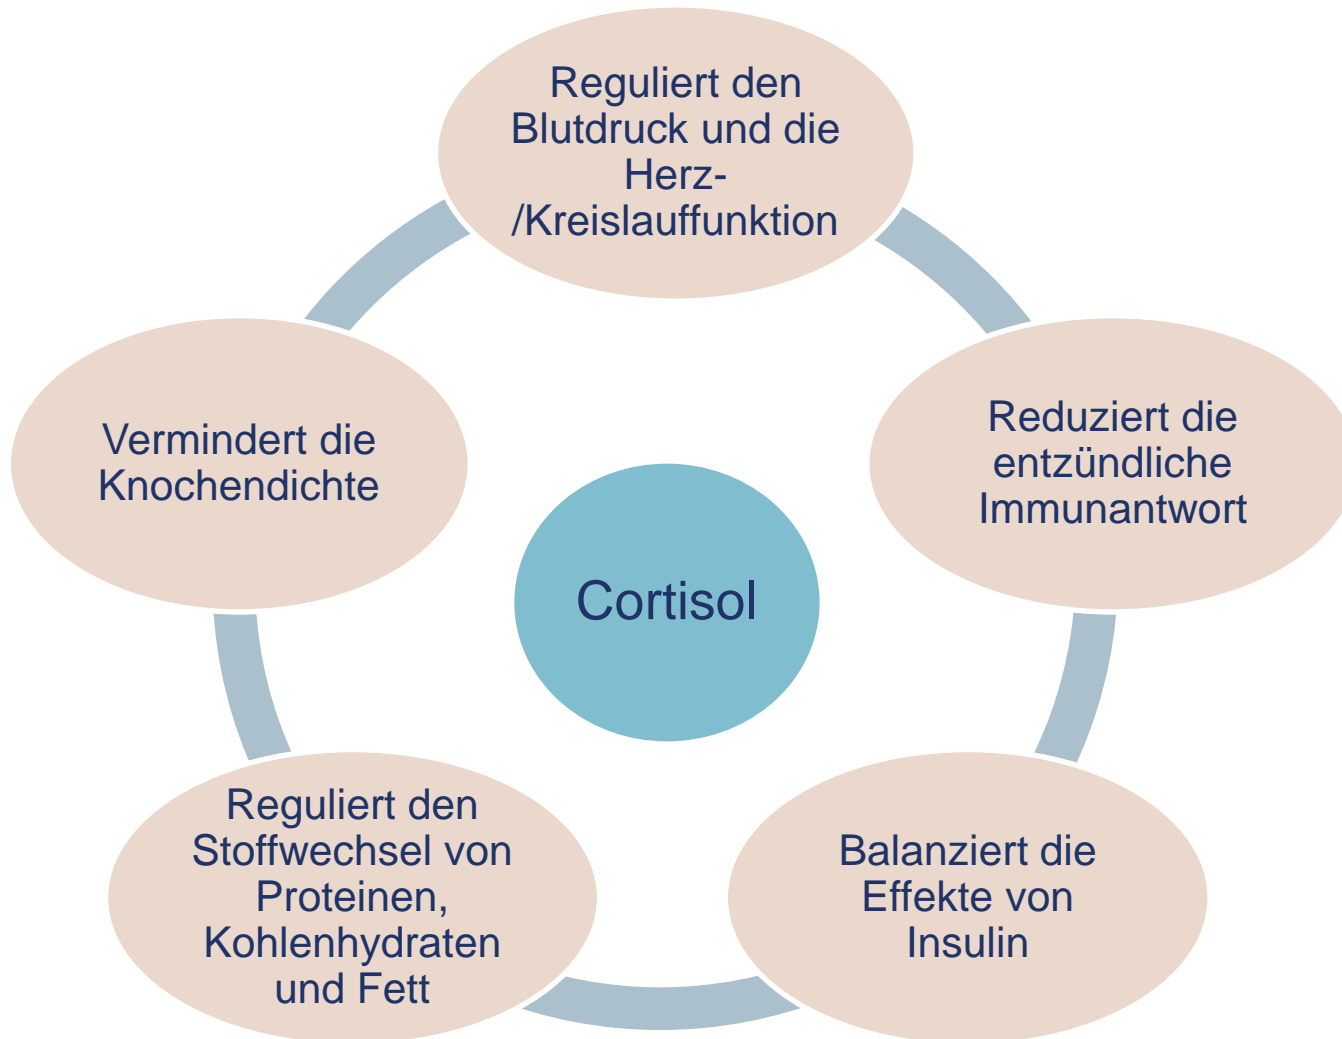 Reguliert den
Blutdruck und die
Herz-
/Kreislauffunktion
Reduziert die
entzündliche
Immunantwort
Balanziert die
Effekte von
Insulin
Reguliert den
Stoffwechsel von
Proteinen,
Kohlenhydraten
und Fett
Vermindert die
Knochendichte
Cortisol